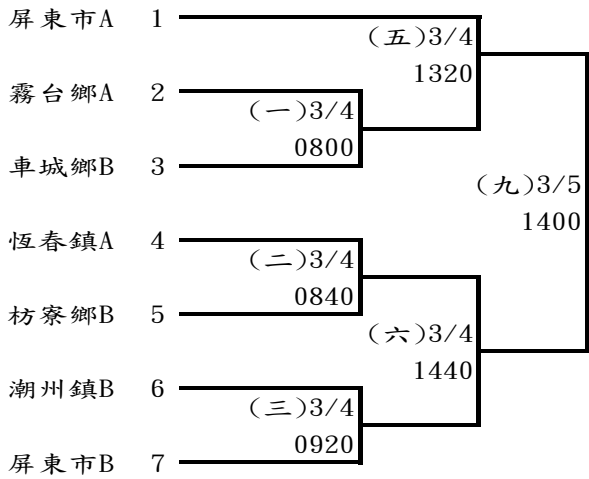 屏東市A 1
(五)3/4
1320
霧台鄉A 2
(一)3/4
0800
車城鄉B 3
(九)3/5
1400
恆春鎮A 4
(二)3/4
0840
枋寮鄉B 5
(六)3/4
1440
潮州鎮B 6
(三)3/4
0920
屏東市B 7